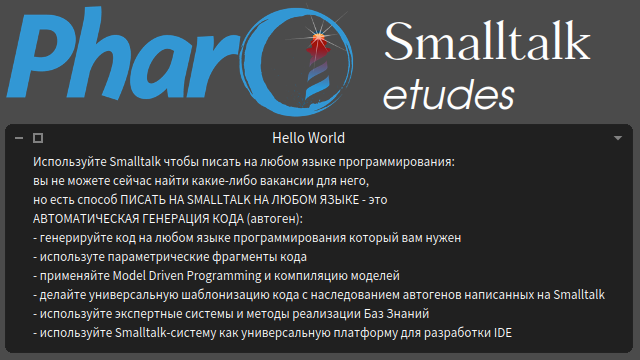 Pharo
Smalltalk
etudes
Hello World
Используйте Smalltalk чтобы писать на любом языке программирования:
вы не можете сейчас найти какие-либо вакансии для него,
но есть способ ПИСАТЬ НА SMALLTALK НА ЛЮБОМ ЯЗЫКЕ - это
АВТОМАТИЧЕСКАЯ ГЕНЕРАЦИЯ КОДА (автоген):
- генерируйте код на любом языке программирования который вам нужен
- используте параметрические фрагменты кода
- применяйте Model Driven Programming и компиляцию моделей
- делайте универсальную шаблонизацию кода с наследованием автогенов написанных на Smalltalk
- используйте экспертные системы и методы реализации Баз Знаний
- используйте Smalltalk-систему как универсальную платформу для разработки IDE